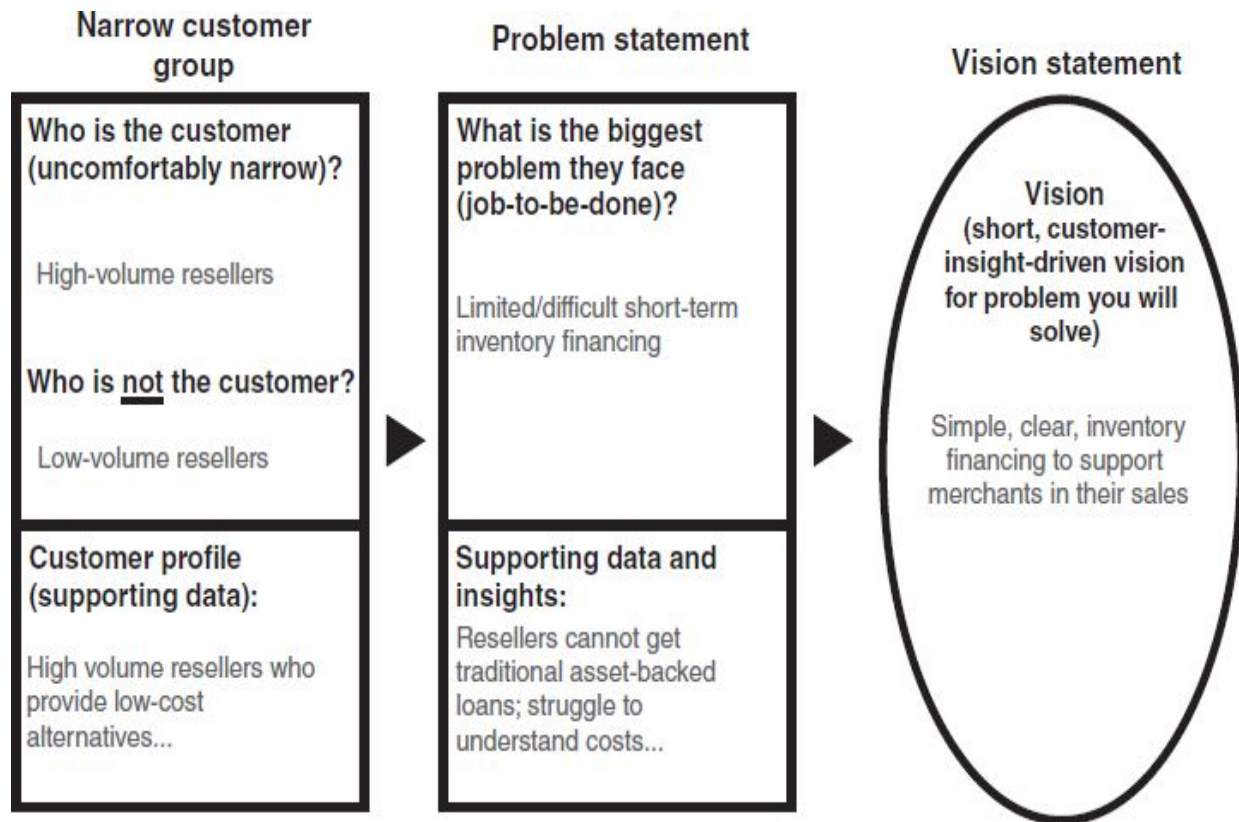 Narrow customer
group
Who is the customer
(uncomfortably narrow)?
High-volume resellers
Who is not the customer?
Low-volume resellers
Customer profile
(supporting data):
High volume resellers who
provide low-cost
alternatives...
Problem statement
What is the biggest
problem they face
(job-to-be-done)?
Limited/difficult short-term
inventory financing
Supporting data and
insights:
Resellers cannot get
traditional asset-backed
loans; struggle to
understand costs...
Vision statement
Vision
(short, customer-
insight-driven vision
for problem you will
solve)
Simple, clear, inventory
financing to support
merchants in their sales